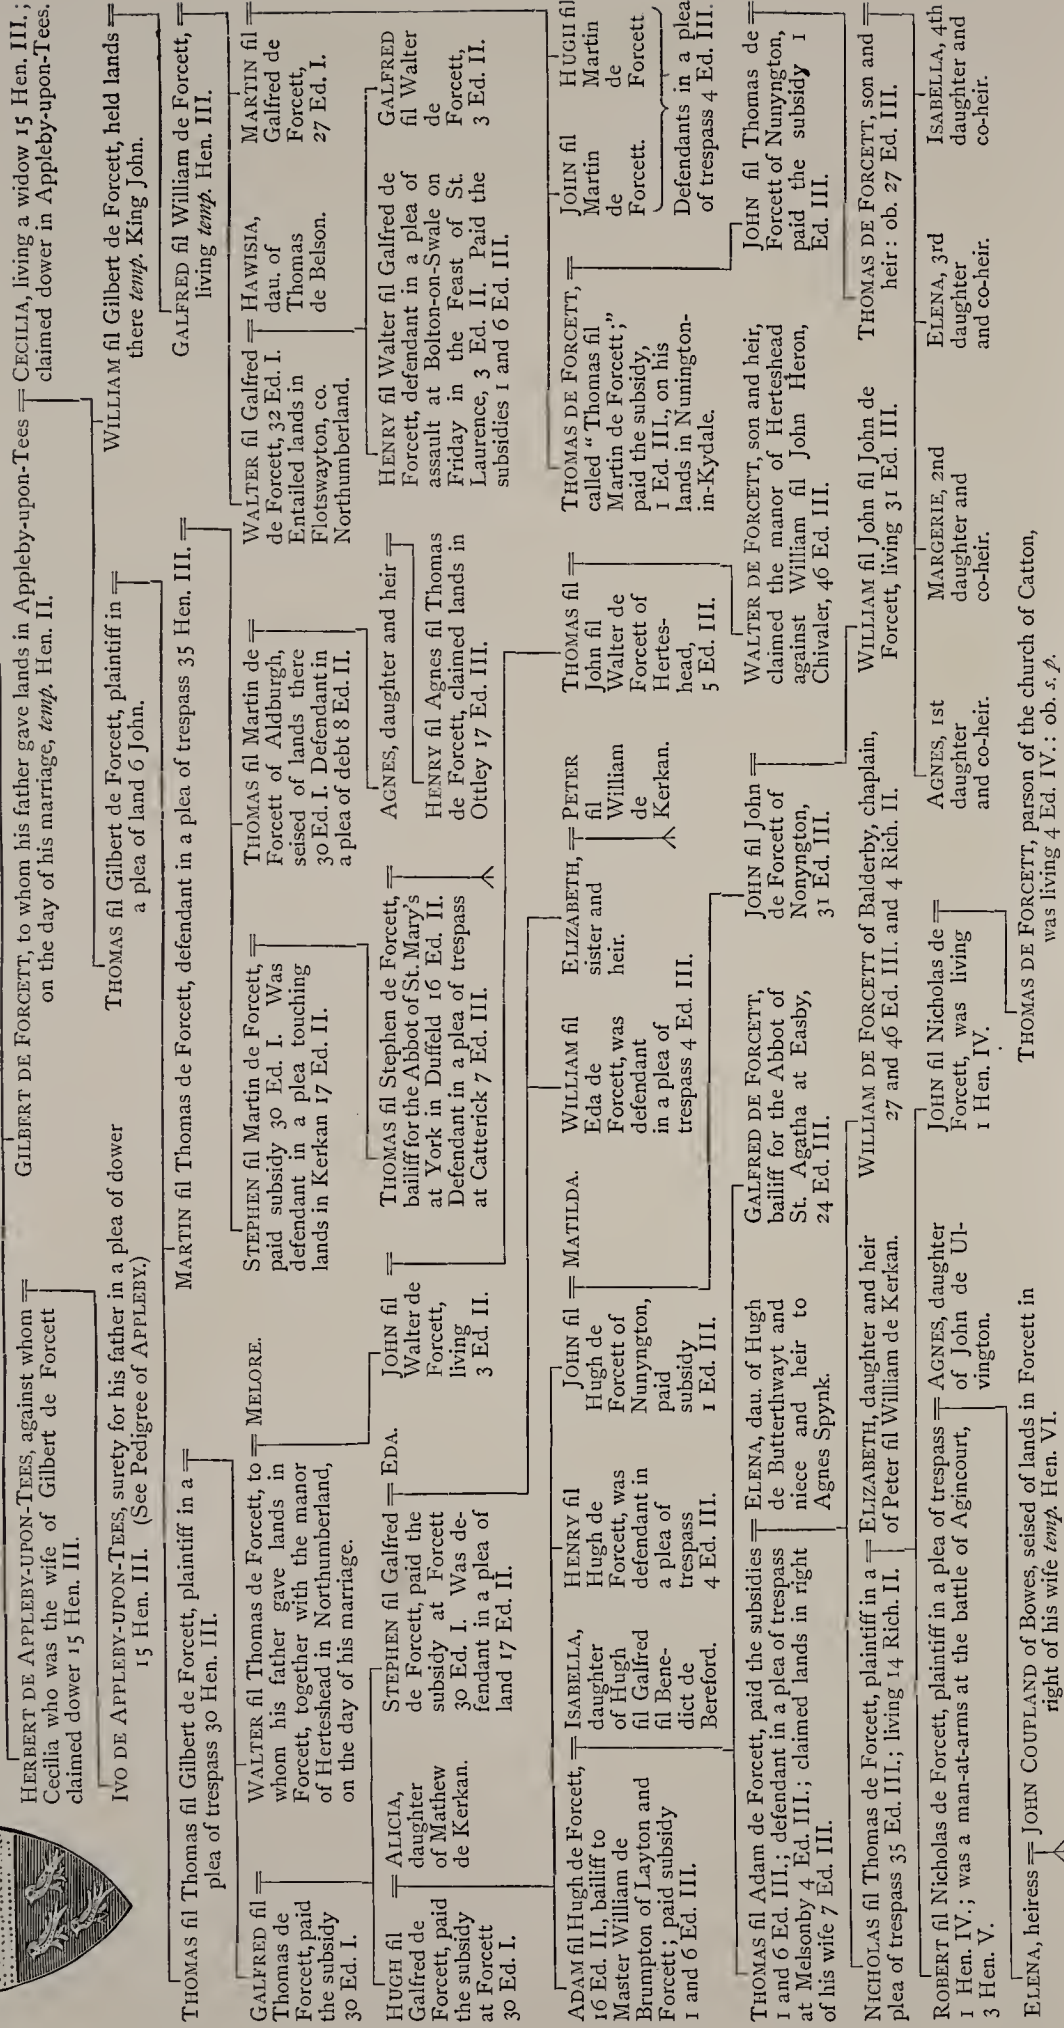 GILBERT DE FORCETT, to whom his father gave lands in Appleby-upon-Tees = CECILIA, living a widow 15 Hen. III.;
on the day of his marriage, temp. Hen. II.
claimed dower in Appleby-upon-Tees.
HERBERT DE APPLEBY-UPON-TEES, against whom
Cecilia who was the wife of Gilbert de Forcett
claimed dower 15 Hen. III.
IVO DE APPLEBY-UPON-TEES, surety for his father in a plea of dower
15 Hen. III. (See Pedigree of APPLEBY.)
THOMAS fil Gilbert de Forcett, plaintiff in
a plea of land 6 John.
WILLIAM fil Gilbert de Forcett, held lands
there temp. King John.
THOMAS fil Thomas fil Gilbert de Forcett, plaintiff in a
plea of trespass 30 Hen. III.
MARTIN fil Thomas de Forcett, defendant in a plea of trespass 35 Hen. III.
GALFRED fil William de Forcett,
living temp. Hen. III.
GALFRED fil
Thomas de
Forcett, paid
the subsidy
30 Ed. I.
WALTER fil Thomas de Forcett, to = MELORE.
whom his father gave lands in
Forcett, together with the manor
of Herteshead in Northumberland,
on the day of his marriage.
STEPHEN fil Martin de Forcett,
paid subsidy 30 Ed. I. Was
defendant in a plea touching
lands in Kerkan 17 Ed. II.
THOMAS fil Martin de
Forcett of Aldburgh,
seised of lands there
30 Ed. I. Defendant in
a plea of debt 8 Ed. II.
WALTER fil Galfred
de Forcett, 32 Ed. I.
Entailed lands in
Flotswayton, co.
Northumberland.
HAWISIA,
dau. of
Thomas
de Belson.
MARTIN fil
Galfred de
Forcett,
27 Ed. I.
HUGH fil
Galfred de
Forcett, paid
the subsidy
at Forcett
30 Ed. I.
ALICIA,
daughter
of Mathew
de Kerkan.
STEPHEN fil Galfred = EDA.
de Forcett, paid the
subsidy at Forcett
30 Ed. I. Was de-
fendant in a plea of
land 17 Ed. II.
JOHN fil
Walter de
Forcett,
living
3 Ed. II.
THOMAS fil Stephen de Forcett,
bailiff for the Abbot of St. Mary's
at York in Duffeld 16 Ed. II.
Defendant in a plea of trespass
at Catterick 7 Ed. III.
AGNES, daughter and heir
HENRY fil Agnes fil Thomas
de Forcett, claimed lands in
Ottley 17 Ed. III.
HENRY fil Walter fil Galfred de
Forcett, defendant in a plea of
assault at Bolton-on-Swale on
Friday in the Feast of St.
Laurence, 3 Ed. II. Paid the
subsidies 1 and 6 Ed. III.
GALFRED
fil Walter
de
Forcett,
3 Ed. II.
ADAM fil Hugh de Forcett,
16 Ed. II., bailiff to
Master William de
Brumpton of Layton and
Forcett; paid subsidy
1 and 6 Ed. III.
ISABELLA,
daughter
of Hugh
fil Galfred
fil Bene-
dict de
Bereford.
HENRY fil
Hugh de
Forcett, was
defendant in
a plea of
trespass
4 Ed. III.
JOHN fil = MATILDA.
Hugh de
Forcett of
Nunyngton,
paid
subsidy
1 Ed. III.
WILLIAM fil
Eda de
Forcett, was
defendant
in a plea of
trespass 4 Ed. III.
ELIZABETH,
sister and
heir.
PETER
fil
William
de
Kerkan.
THOMAS fil
John fil
Walter de
Forcett of
Hertes-
head,
5 Ed. III.
THOMAS DE FORCETT,
called "Thomas fil
Martin de Forcett;"
paid the subsidy,
1 Ed. III., on his
lands in Nunington-
in-Kydale.
JOHN fil
Martin
de
Forcett.
HUGH fil
Martin
de
Forcett
Defendants in a plea
of trespass 4 Ed. III.
THOMAS fil Adam de Forcett, paid the subsidies
1 and 6 Ed. III.; defendant in a plea of trespass
at Melsonby 4 Ed. III.; claimed lands in right
of his wife 7 Ed. III.
ELENA, dau. of Hugh
de Butterthwayt and
niece and heir to
Agnes Spynk.
GALFRED DE FORCETT,
bailiff for the Abbot of
St. Agatha at Easby,
24 Ed. III.
JOHN fil John
de Forcett of
Nonyngton,
31 Ed. III.
WALTER DE FORCETT, son and heir,
claimed the manor of Herteshead
against William fil John Heron,
Chivaler, 46 Ed. III.
JOHN fil Thomas de
Forcett of Nunyngton,
paid the subsidy 1
Ed. III.
NICHOLAS fil Thomas de Forcett, plaintiff in a
plea of trespass 35 Ed. III.; living 14 Rich. II.
ELIZABETH, daughter and heir
of Peter fil William de Kerkan.
WILLIAM DE FORCETT of Balderby, chaplain,
27 and 46 Ed. III. and 4 Rich. II.
WILLIAM fil John fil John de
Forcett, living 31 Ed. III.
THOMAS DE FORCETT, son and
heir: ob. 27 Ed. III.
ROBERT fil Nicholas de Forcett, plaintiff in a plea of trespass
1 Hen. IV.; was a man-at-arms at the battle of Agincourt,
3 Hen. V.
AGNES, daughter
of John de Ul-
vington.
JOHN fil Nicholas de
Forcett, was living
1 Hen. IV.
AGNES, 1st
daughter
and co-heir.
MARGERIE, 2nd
daughter and
co-heir.
ELENA, 3rd
daughter
and co-heir.
ISABELLA, 4th
daughter and
co-heir.
ELENA, heiress = JOHN COUPLAND of Bowes, seised of lands in Forcett in
right of his wife temp. Hen. VI.
THOMAS DE FORCETT, parson of the church of Catton,
was living 4 Ed. IV.: ob. s. p.